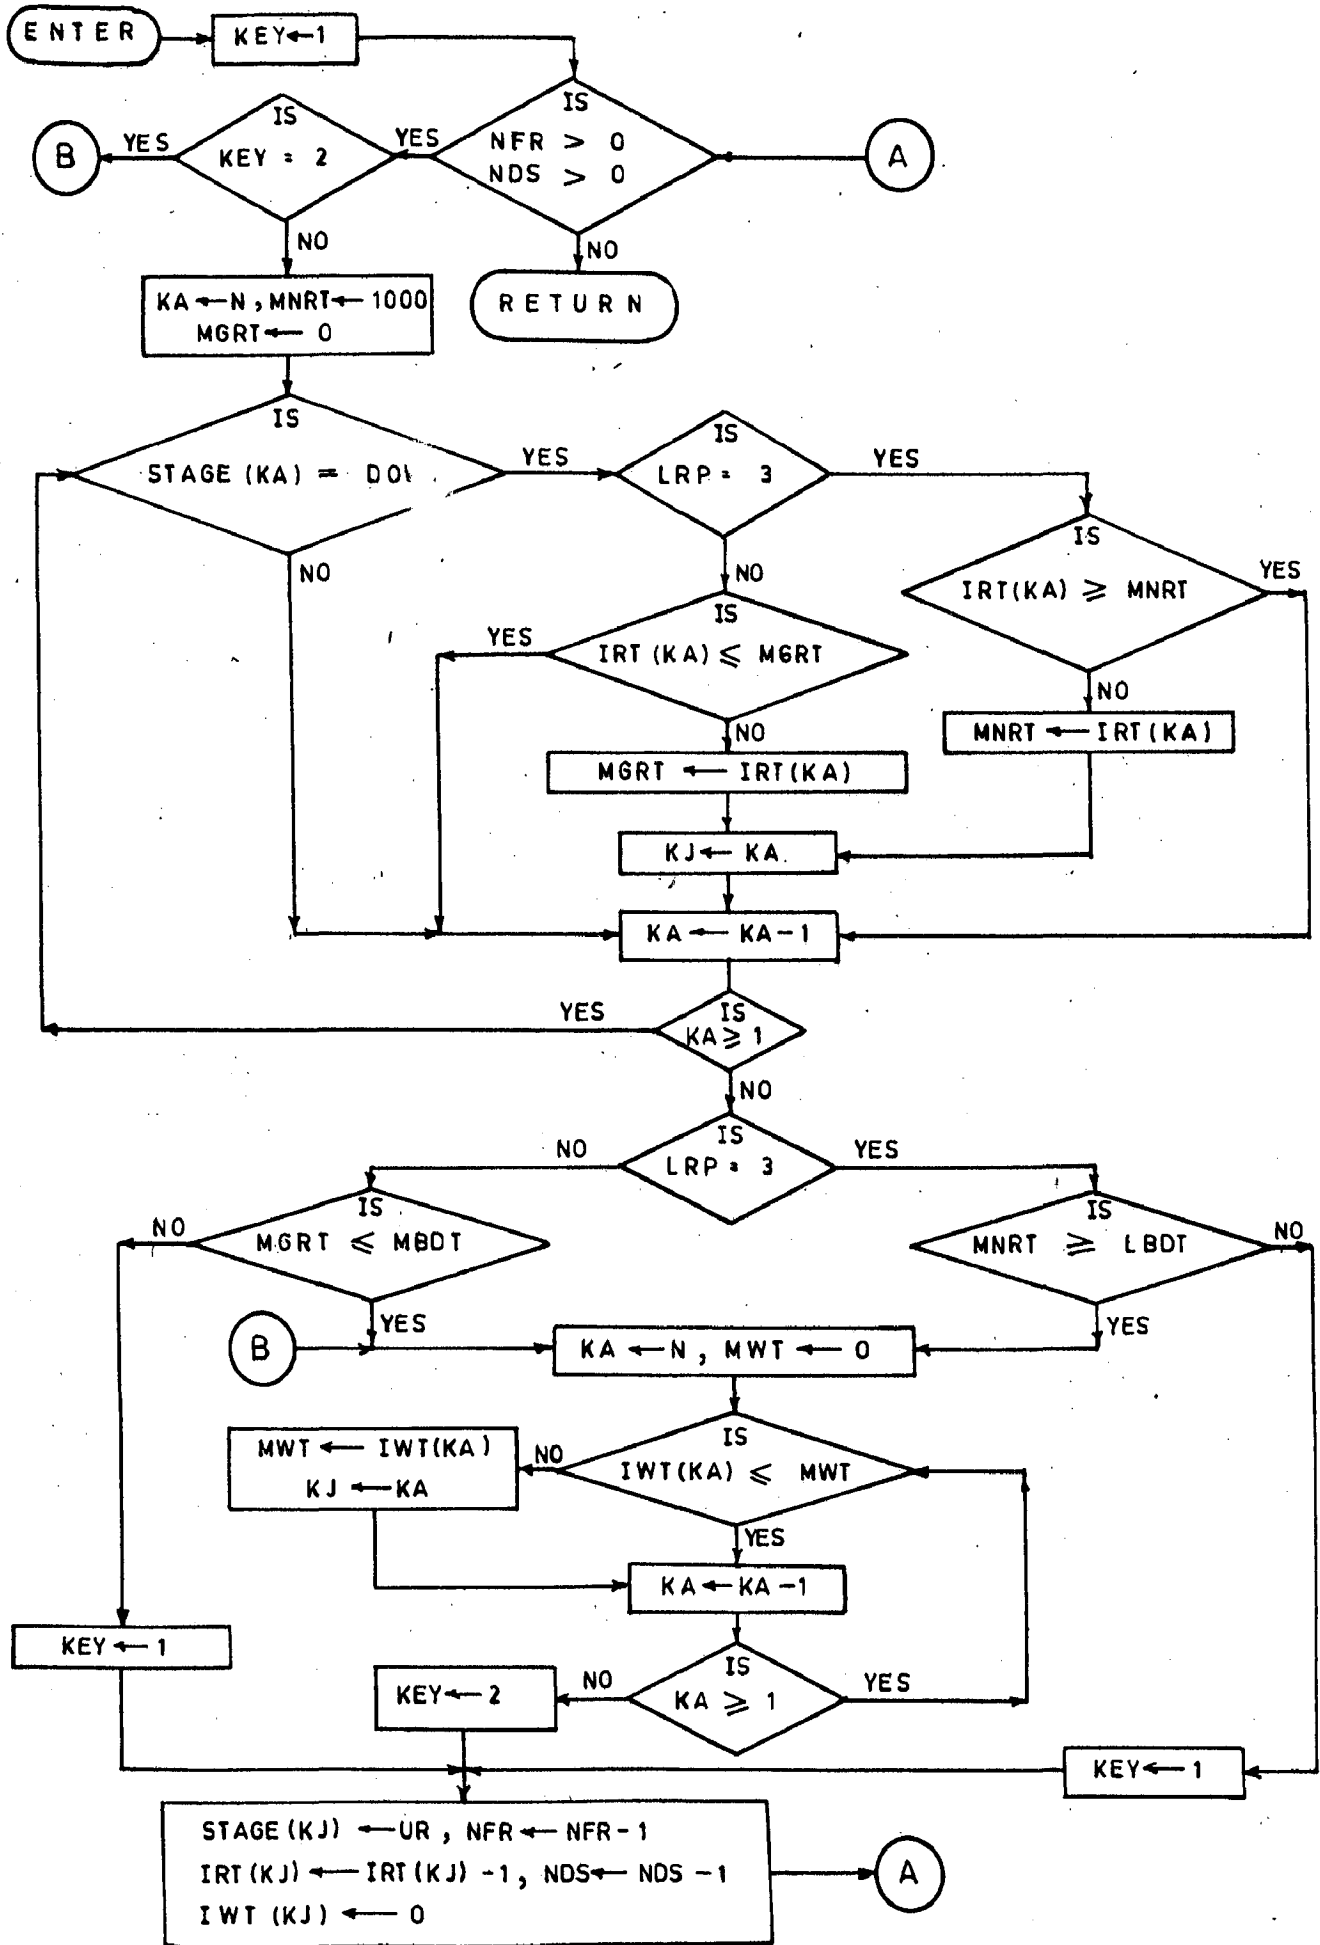 ENTER
KEY←1
IS
NFR > 0
NDS > 0
A
YES
IS
KEY = 2
YES
B
NO
NO
RETURN
KA←N, MNRT←1000
MGRT←0
IS
STAGE (KA) =
YES
IS
LRP = 3
YES
NO
NO
IS
IRT(KA) ≥ MNRT
YES
IS
IRT (KA) ≤ MGRT
YES
NO
MNRT ← IRT(KA)
NO
MGRT ← IRT(KA)
KJ← KA
KA ← KA-1
YES
IS
KA ≥ 1
NO
IS
LRP = 3
NO
YES
IS
MGRT ≤ MBDT
NO
YES
IS
MNRT ≥ LBDT
NO
YES
B
KA ←N, MWT ← 0
IS
IWT(KA) ≤ MWT
NO
MWT ← IWT(KA)
KJ ←KA
YES
KA←KA-1
KEY←1
IS
KA ≥ 1
NO
YES
KEY←2
KEY←1
STAGE (KJ) ←UR, NFR←NFR-1
IRT(KJ)←IRT(KJ)-1, NDS←NDS-1
IWT (KJ) ← 0
A